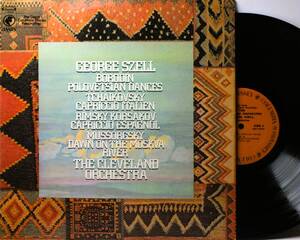 GEORGE SZELL
BORODIN
POLOVETSIAN DANCES
TCHAIKOVSKY
CAPRICCIO ITALIEN
RIMSKY KORSAKOV
CAPRICCIO ESPAGNOL
MUSSORGSKY
DAWN ON THE MOSKVA
RIVER
THE CLEVELAND
ORCHESTRA